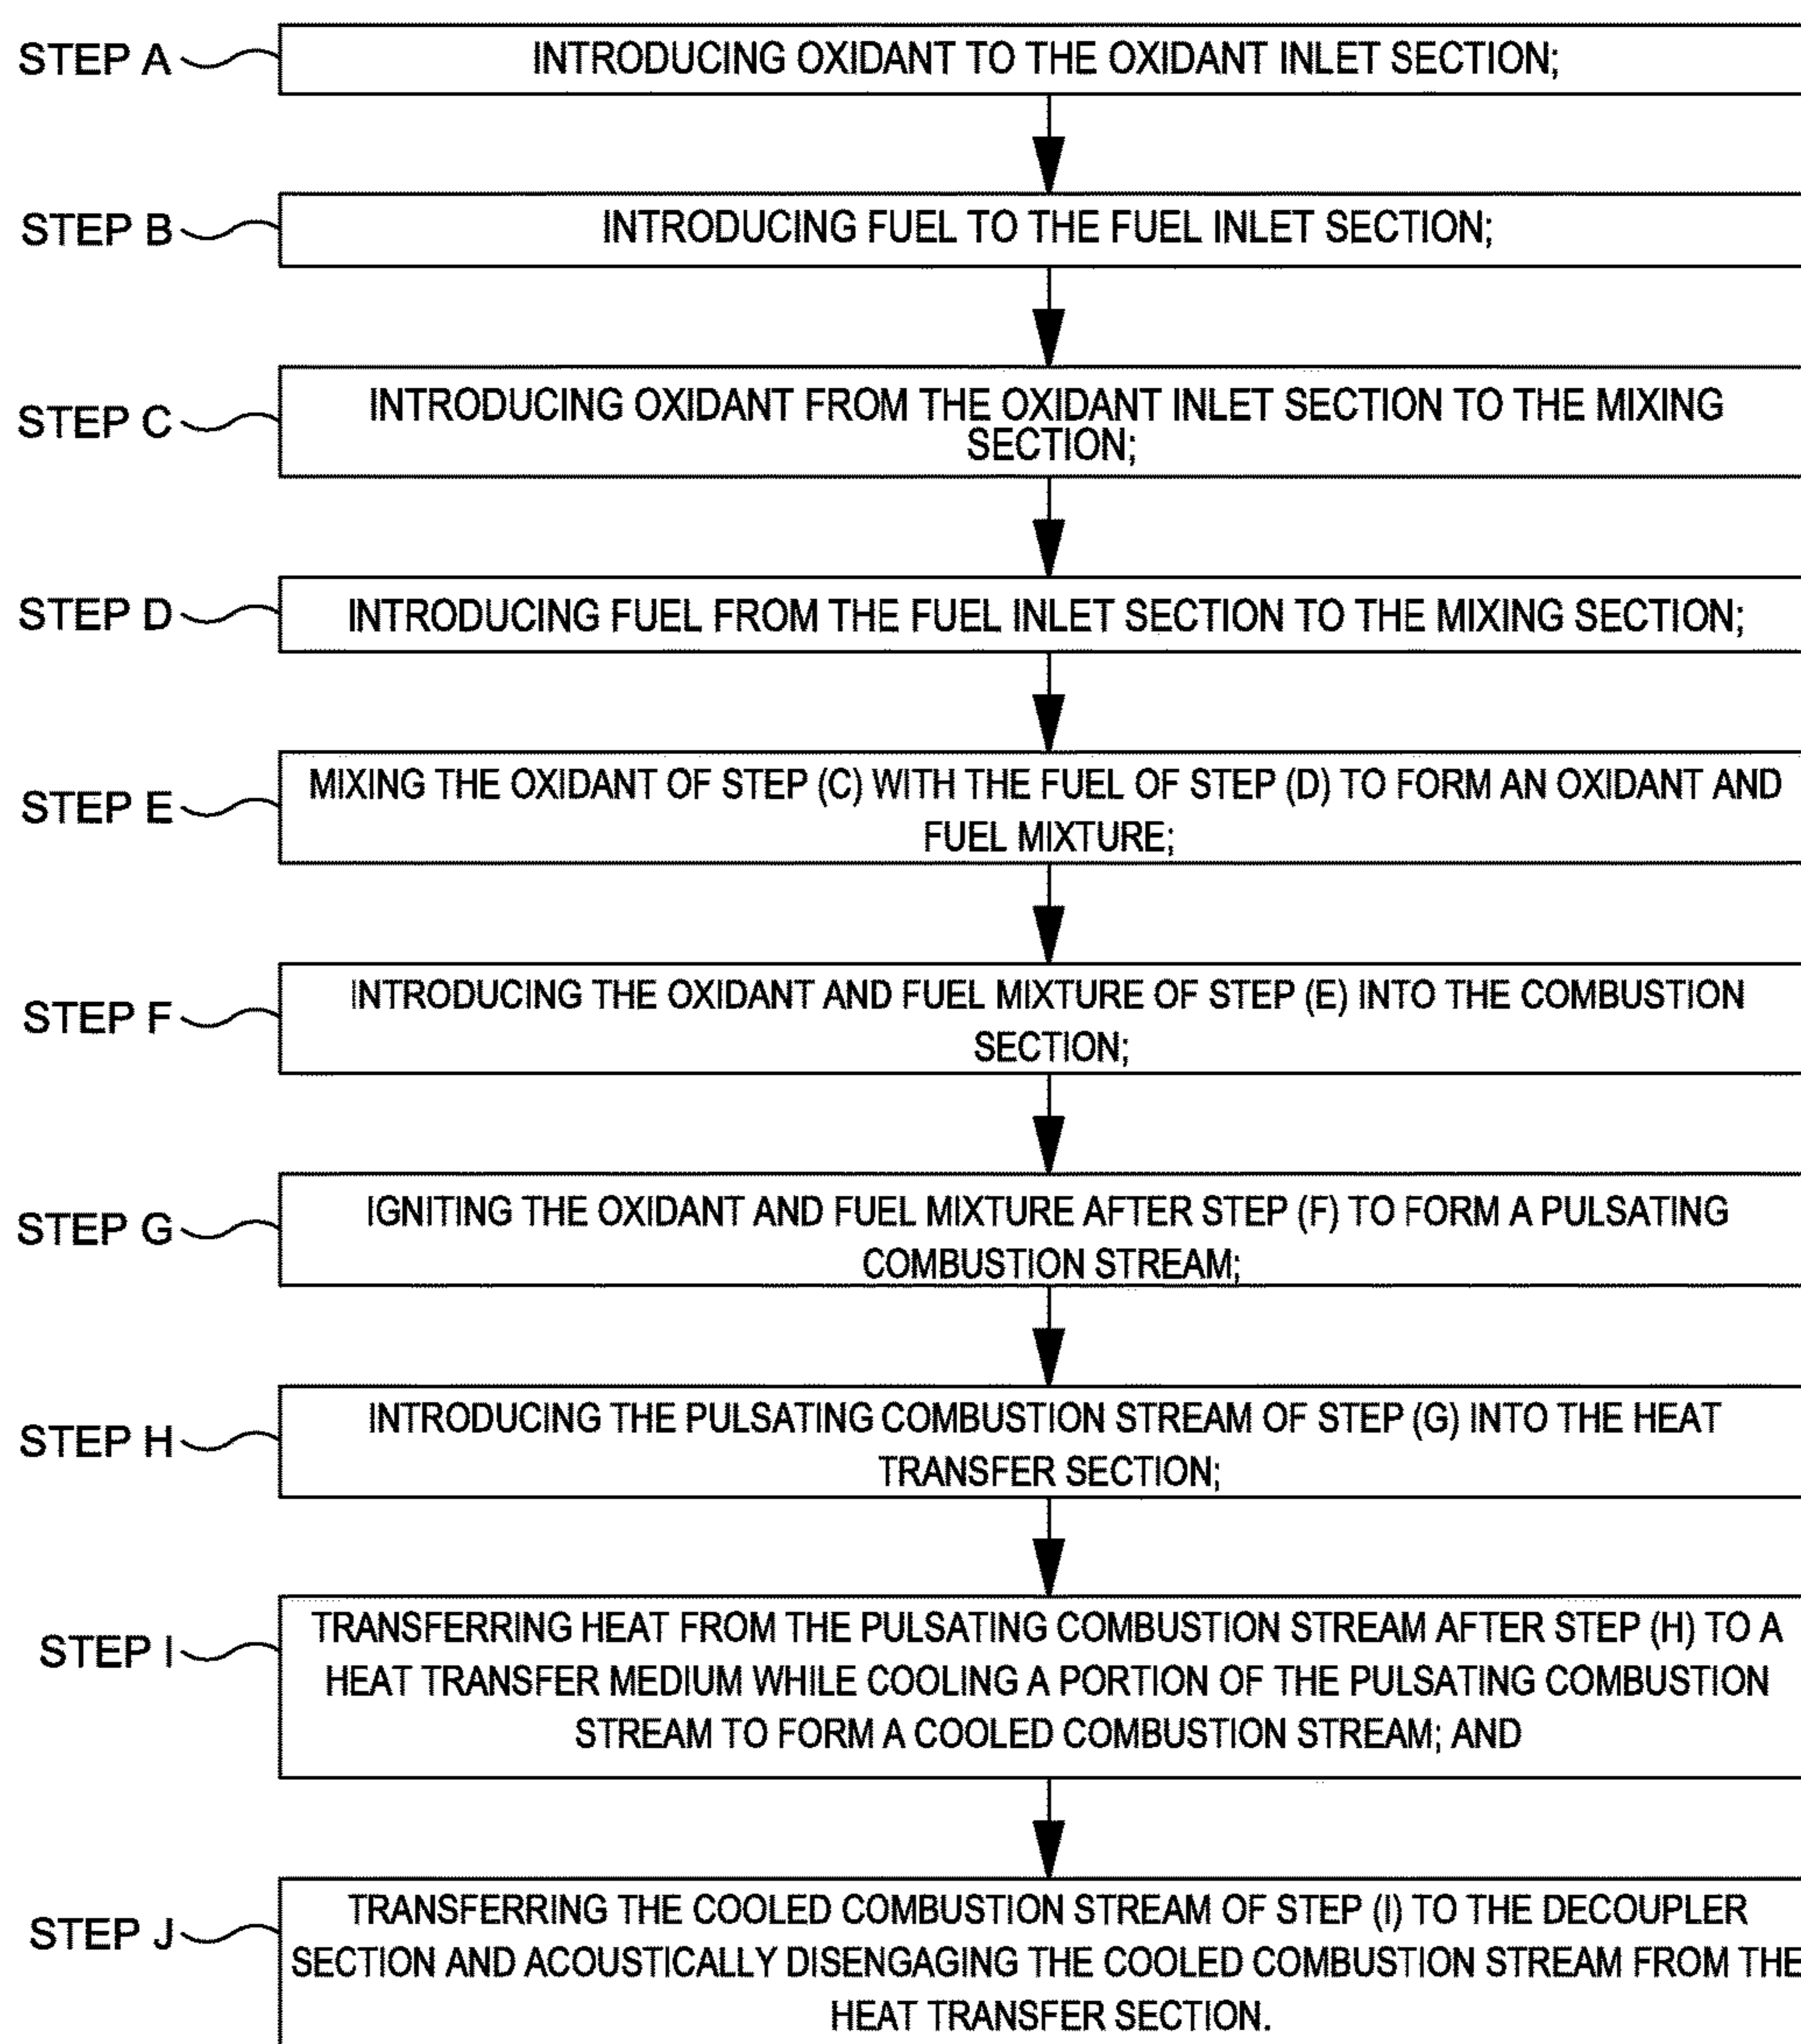 STEP A
INTRODUCING OXIDANT TO THE OXIDANT INLET SECTION;
STEP B
INTRODUCING FUEL TO THE FUEL INLET SECTION;
STEP C
INTRODUCING OXIDANT FROM THE OXIDANT INLET SECTION TO THE MIXING
SECTION;
STEP D
INTRODUCING FUEL FROM THE FUEL INLET SECTION TO THE MIXING SECTION;
STEP E
MIXING THE OXIDANT OF STEP (C) WITH THE FUEL OF STEP (D) TO FORM AN OXIDANT AND
FUEL MIXTURE;
STEP F
INTRODUCING THE OXIDANT AND FUEL MIXTURE OF STEP (E) INTO THE COMBUSTION
SECTION;
STEP G
IGNITING THE OXIDANT AND FUEL MIXTURE AFTER STEP (F) TO FORM A PULSATING
COMBUSTION STREAM;
STEP H
INTRODUCING THE PULSATING COMBUSTION STREAM OF STEP (G) INTO THE HEAT
TRANSFER SECTION;
STEP I
TRANSFERRING HEAT FROM THE PULSATING COMBUSTION STREAM AFTER STEP (H) TO A
HEAT TRANSFER MEDIUM WHILE COOLING A PORTION OF THE PULSATING COMBUSTION
STREAM TO FORM A COOLED COMBUSTION STREAM; AND
STEP J
TRANSFERRING THE COOLED COMBUSTION STREAM OF STEP (I) TO THE DECOUPLER
SECTION AND ACOUSTICALLY DISENGAGING THE COOLED COMBUSTION STREAM FROM THE
HEAT TRANSFER SECTION.